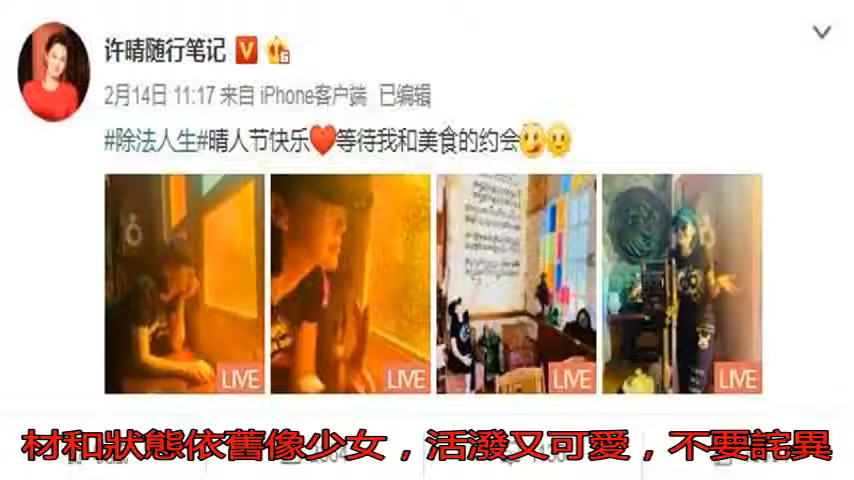 许晴随行笔记
2月14日 11:17 来自 iPhone客户端 已编辑
#除法人生#晴人节快乐❤️等待我和美食的约会
LIVE LIVE LIVE LIVE
材和狀態依舊像少女，活潑又可愛，不要詫異